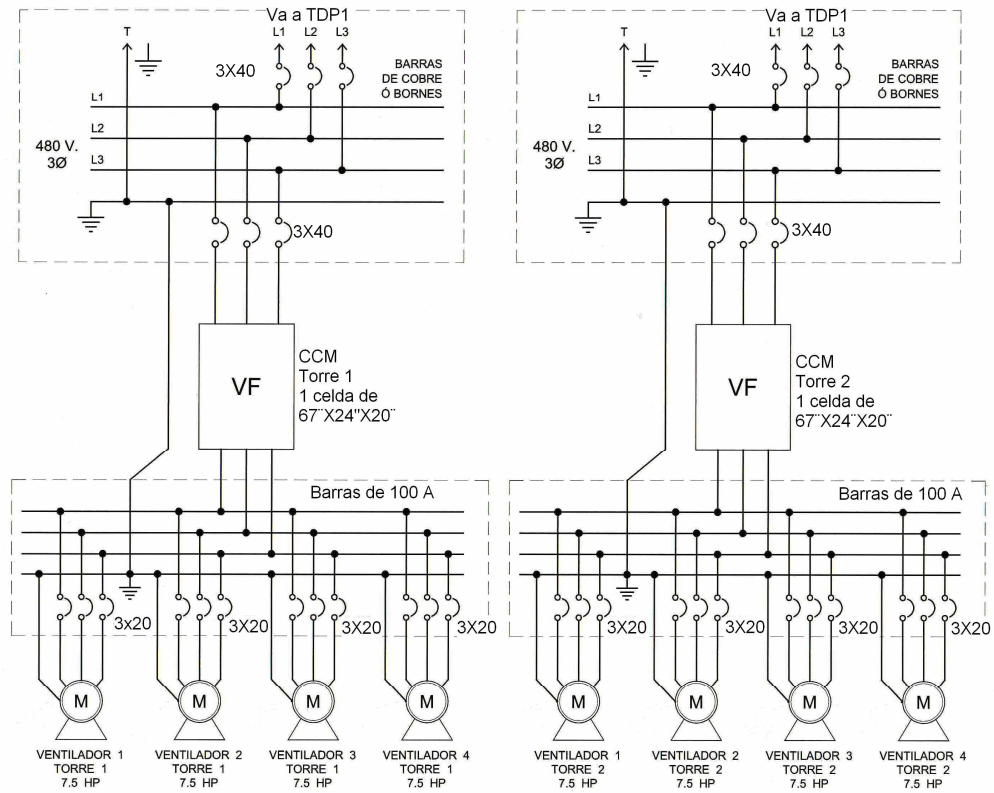 Va a TDP1
T
L1
L2
L3
3X40
BARRAS
DE COBRE
Ó BORNES
L1
L2
480 V.
3Ø
L3
3X40
CCM
Torre 1
1 celda de
67¨X24"X20¨
VF
Barras de 100 A
3x20
3X20
3X20
3X20
M
M
M
M
VENTILADOR 1
TORRE 1
7.5 HP
VENTILADOR 2
TORRE 1
7.5 HP
VENTILADOR 3
TORRE 1
7.5 HP
VENTILADOR 4
TORRE 1
7.5 HP
Va a TDP1
T
L1
L2
L3
3X40
BARRAS
DE COBRE
Ó BORNES
L1
L2
480 V.
3Ø
L3
3X40
CCM
Torre 2
1 celda de
67¨X24¨X20¨
VF
Barras de 100 A
3X20
3X20
3X20
3X20
M
M
M
M
VENTILADOR 1
TORRE 2
7.5 HP
VENTILADOR 2
TORRE 2
7.5 HP
VENTILADOR 3
TORRE 2
7.5 HP
VENTILADOR 4
TORRE 2
7.5 HP